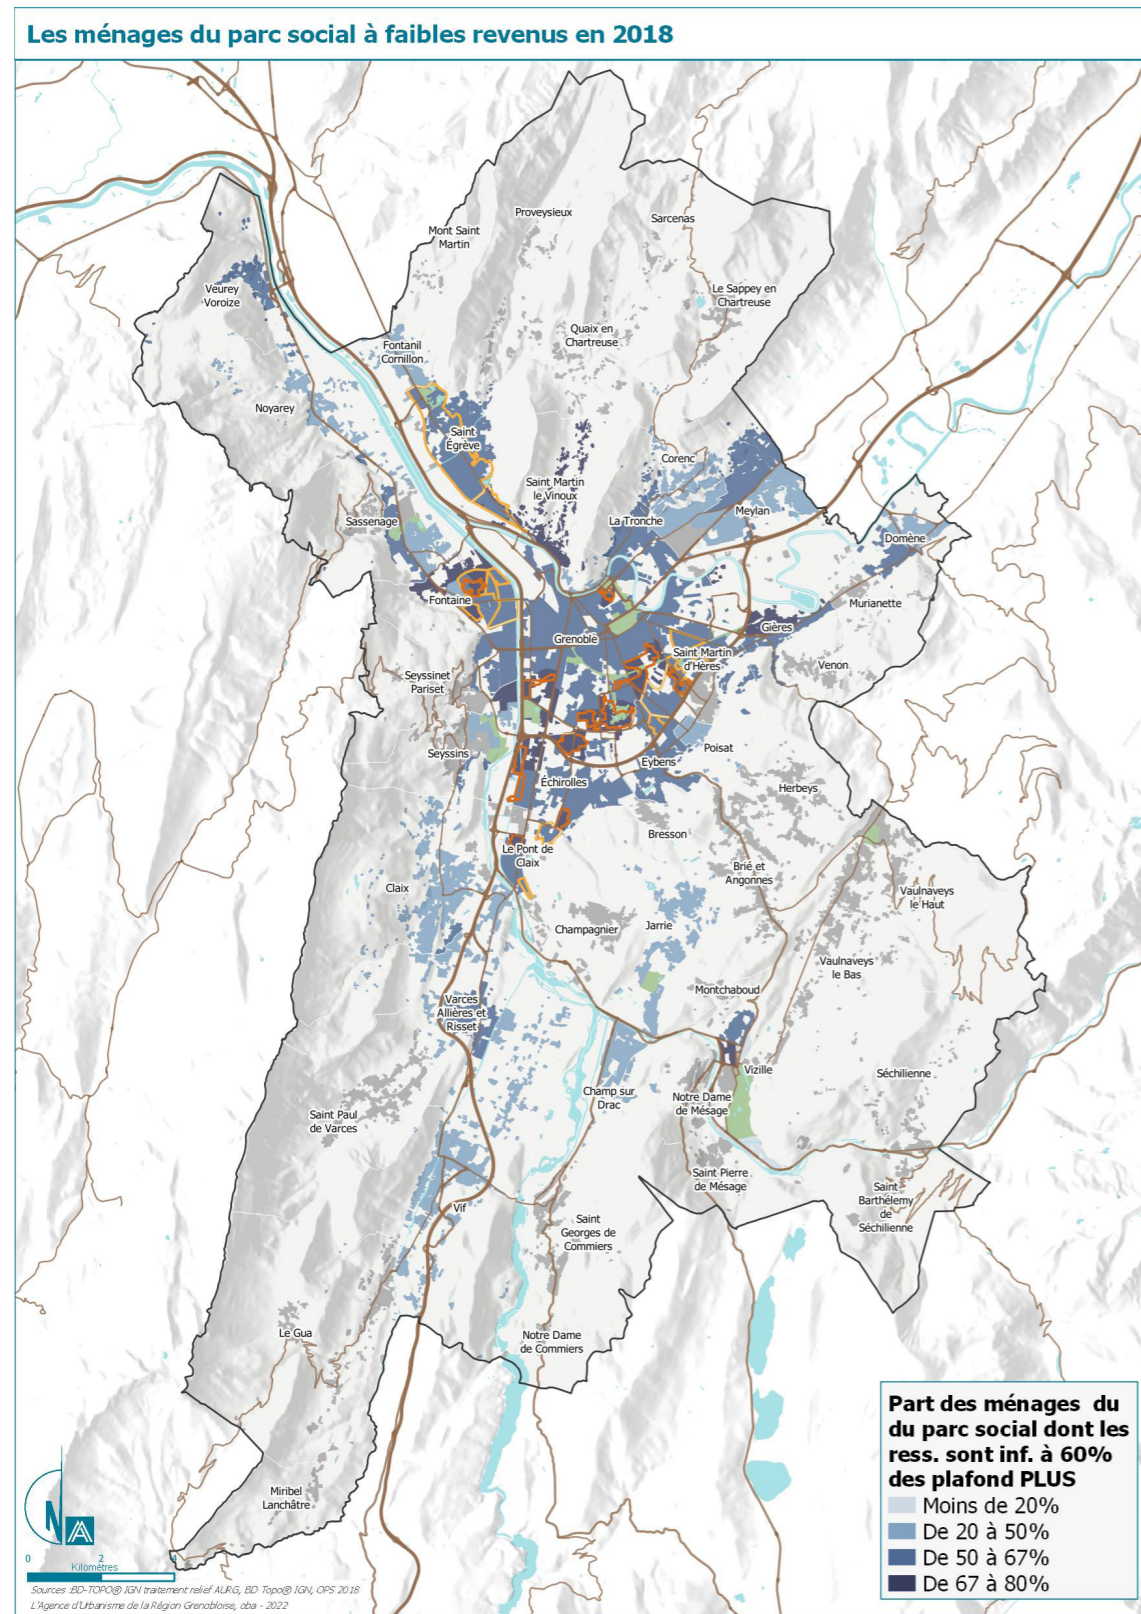 Les ménages du parc social à faibles revenus en 2018
Proveysieux
Sarcenas
Mont Saint
Martin
Veurey
Voroize
Le Sappey en
Chartreuse
Quaix en
Chartreuse
Fontanil
Cornillon
Noyarey
Saint
Égrève
Corenc
Saint Martin
le Vinoux
Sassenage
La Tronche
Meylan
Domène
Fontaine
Murianette
Gières
Grenoble
Saint Martin
d'Hères
Venon
Seyssinet
Pariset
Seyssins
Poisat
Eybens
Échirolles
Herbeys
Bresson
Le Pont de
Claix
Brié et
Angonnes
Claix
Vaulnaveys
le Haut
Champagnier
Jarrie
Vaulnaveys
le Bas
Montchaboud
Varces
Allières et
Risset
Vizille
Séchilienne
Champ sur
Drac
Notre Dame
de Mésage
Saint Paul
de Varces
Saint Pierre
de Mésage
Saint
Barthélemy
de
Séchilienne
Vif
Saint
Georges de
Commiers
Le Gua
Notre Dame
de Commiers
Miribel
Lanchâtre
Part des ménages du
du parc social dont les
ress. sont inf. à 60%
des plafond PLUS
Moins de 20%
De 20 à 50%
De 50 à 67%
De 67 à 80%
N
0 2 4
Kilomètres
Sources :BD-TOPO® IGN traitement relief AURG, BD Topo® IGN, OPS 2018
L'Agence d'Urbanisme de la Région Grenobloise, oba - 2022